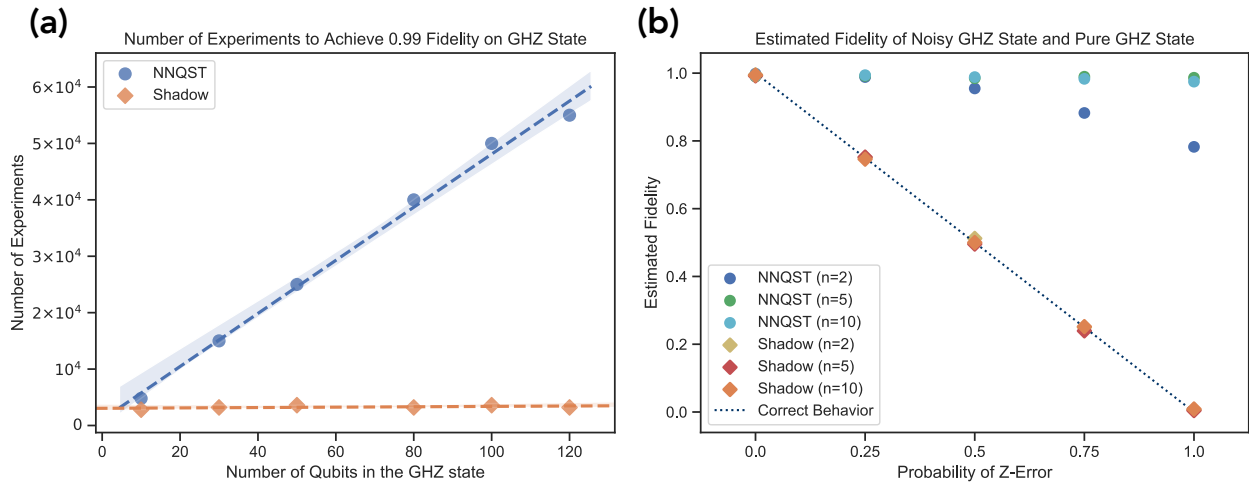 (a)
Number of Experiments to Achieve 0.99 Fidelity on GHZ State
NNQST
Shadow
Number of Experiments
6×10⁴
5×10⁴
4×10⁴
3×10⁴
2×10⁴
10⁴
0
0 20 40 60 80 100 120
Number of Qubits in the GHZ state
(b)
Estimated Fidelity of Noisy GHZ State and Pure GHZ State
Estimated Fidelity
1.0
0.8
0.6
0.4
0.2
0.0
NNQST (n=2)
NNQST (n=5)
NNQST (n=10)
Shadow (n=2)
Shadow (n=5)
Shadow (n=10)
Correct Behavior
0.0 0.25 0.5 0.75 1.0
Probability of Z-Error